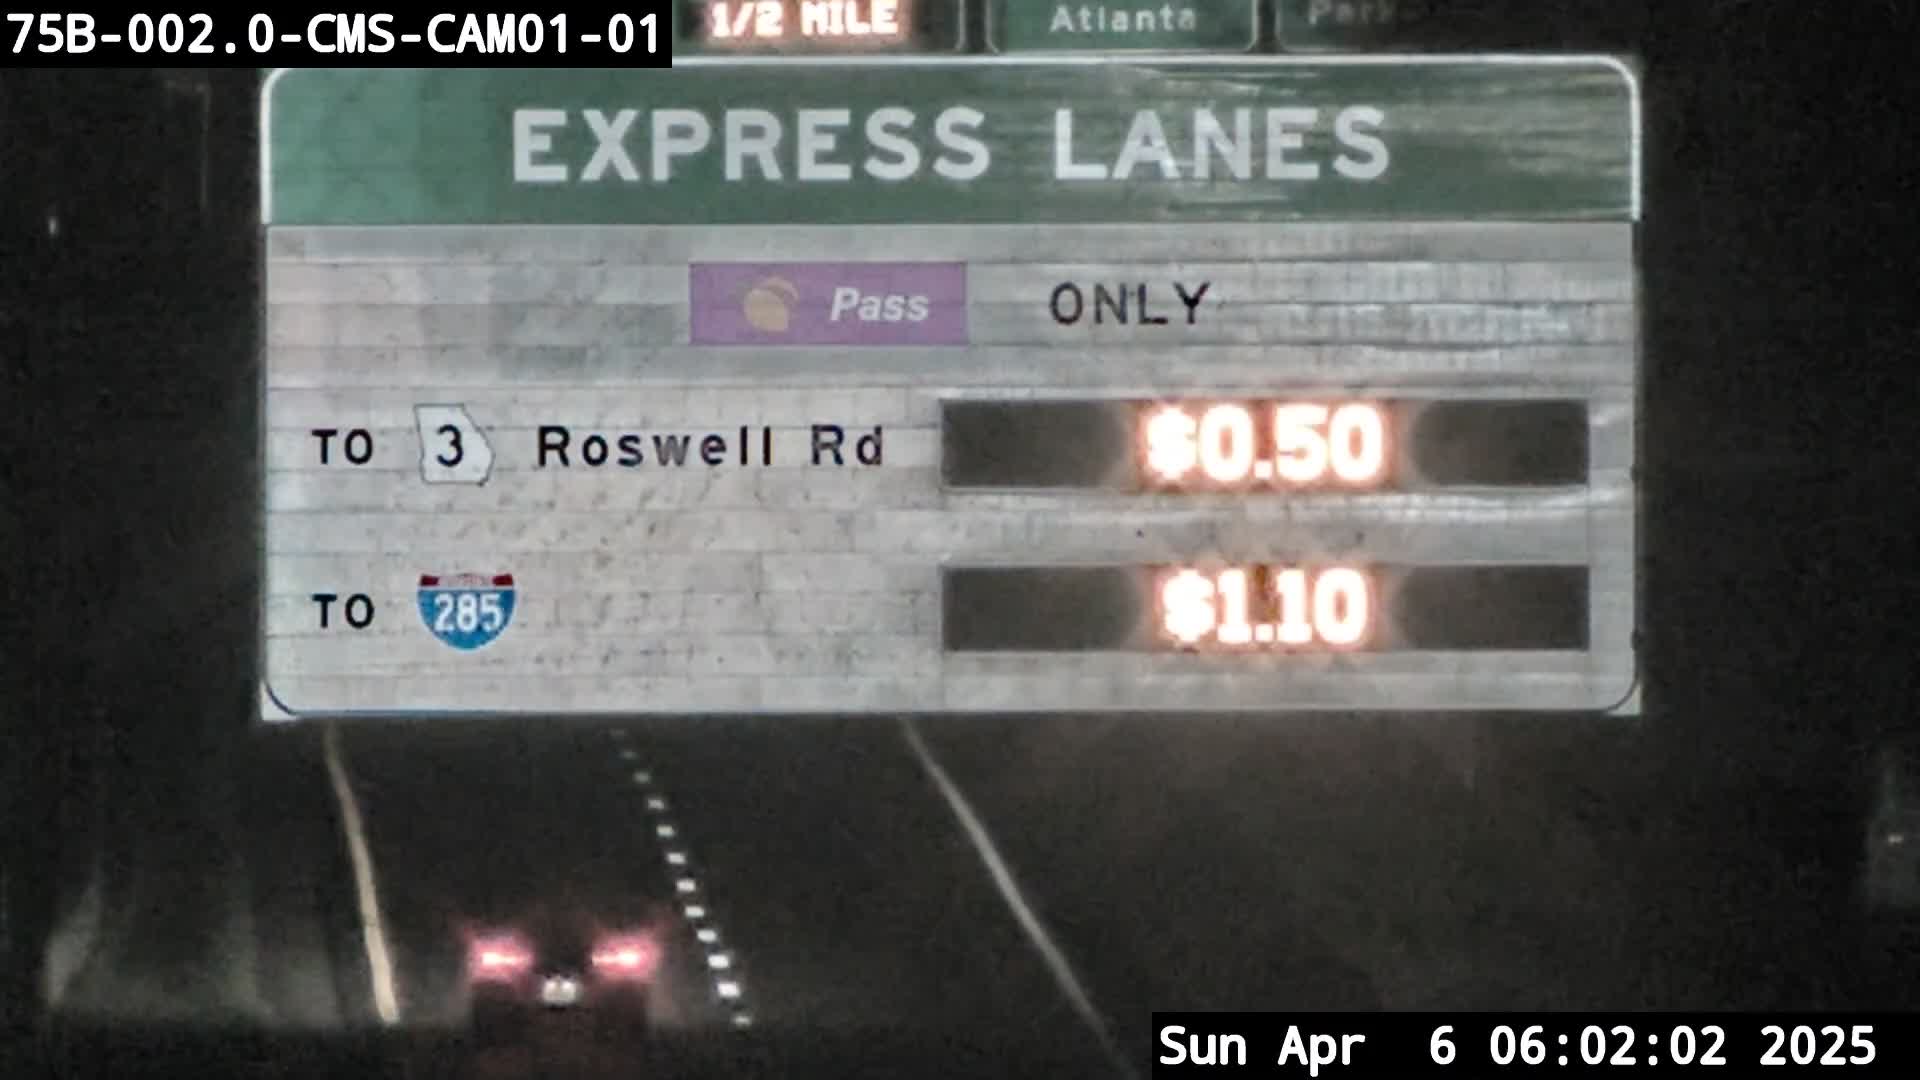 75B-002.0-CMS-CAM01-01
1/2 MILE
Atlanta
Park
EXPRESS LANES
Pass ONLY
TO 3 Roswell Rd $0.50
TO 285 $1.10
Sun Apr 6 06:02:02 2025